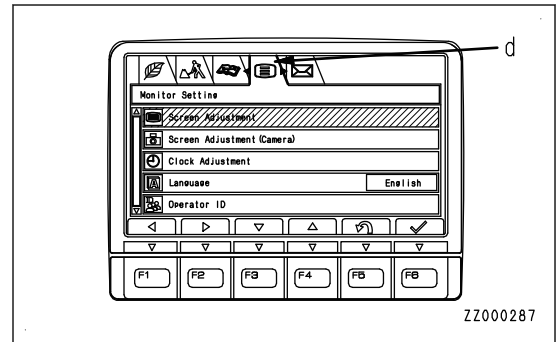 d
Monitor Setting
Screen Adjustment
Screen Adjustment(Camera)
Clock Adjustment
A Language English
ID Operator ID
F1 F2 F3 F4 F5 F6
ZZ000287